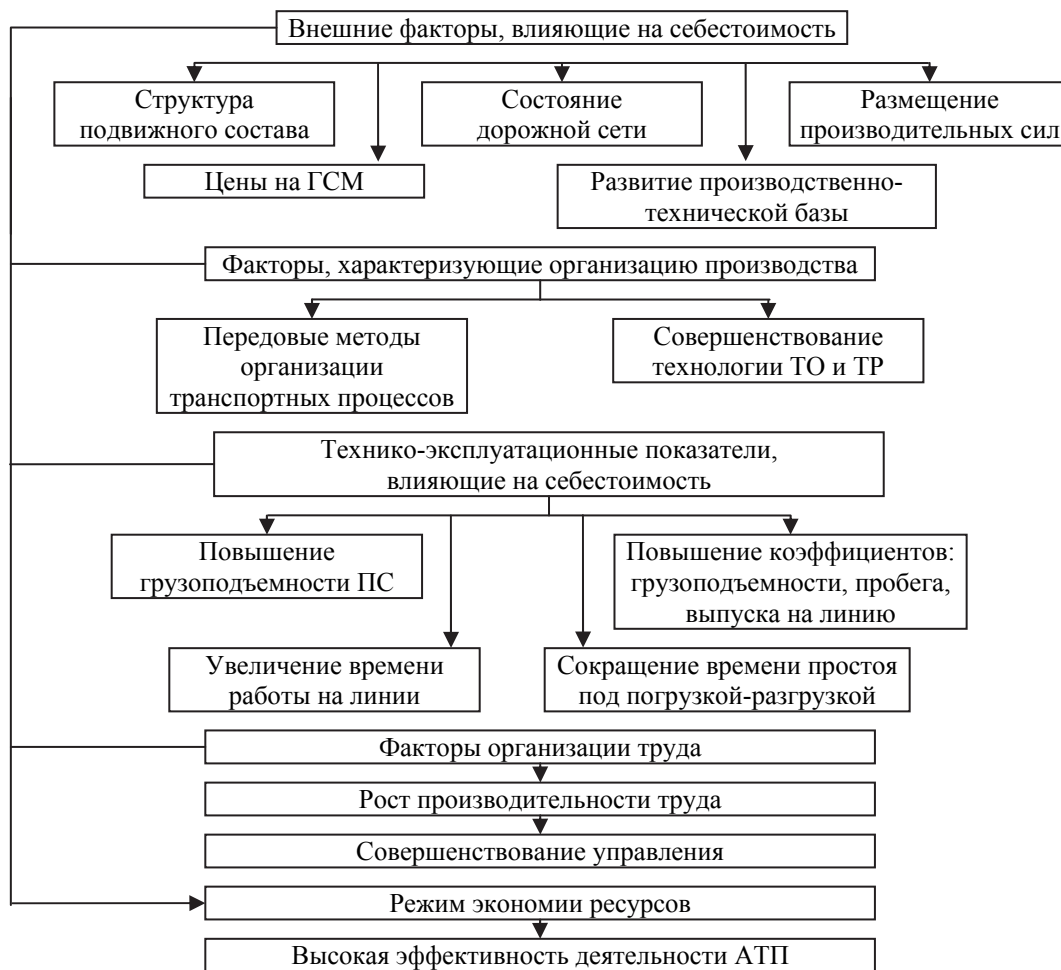 Внешние факторы, влияющие на себестоимость
Структура
подвижного состава
Состояние
дорожной сети
Размещение
производительных сил
Цены на ГСМ
Развитие производственно-
технической базы
Факторы, характеризующие организацию производства
Передовые методы
организации
транспортных процессов
Совершенствование
технологии ТО и ТР
Технико-эксплуатационные показатели,
влияющие на себестоимость
Повышение
грузоподъемности ПС
Повышение коэффициентов:
грузоподъемности, пробега,
выпуска на линию
Увеличение времени
работы на линии
Сокращение времени простоя
под погрузкой-разгрузкой
Факторы организации труда
Рост производительности труда
Совершенствование управления
Режим экономии ресурсов
Высокая эффективность деятельности АТП